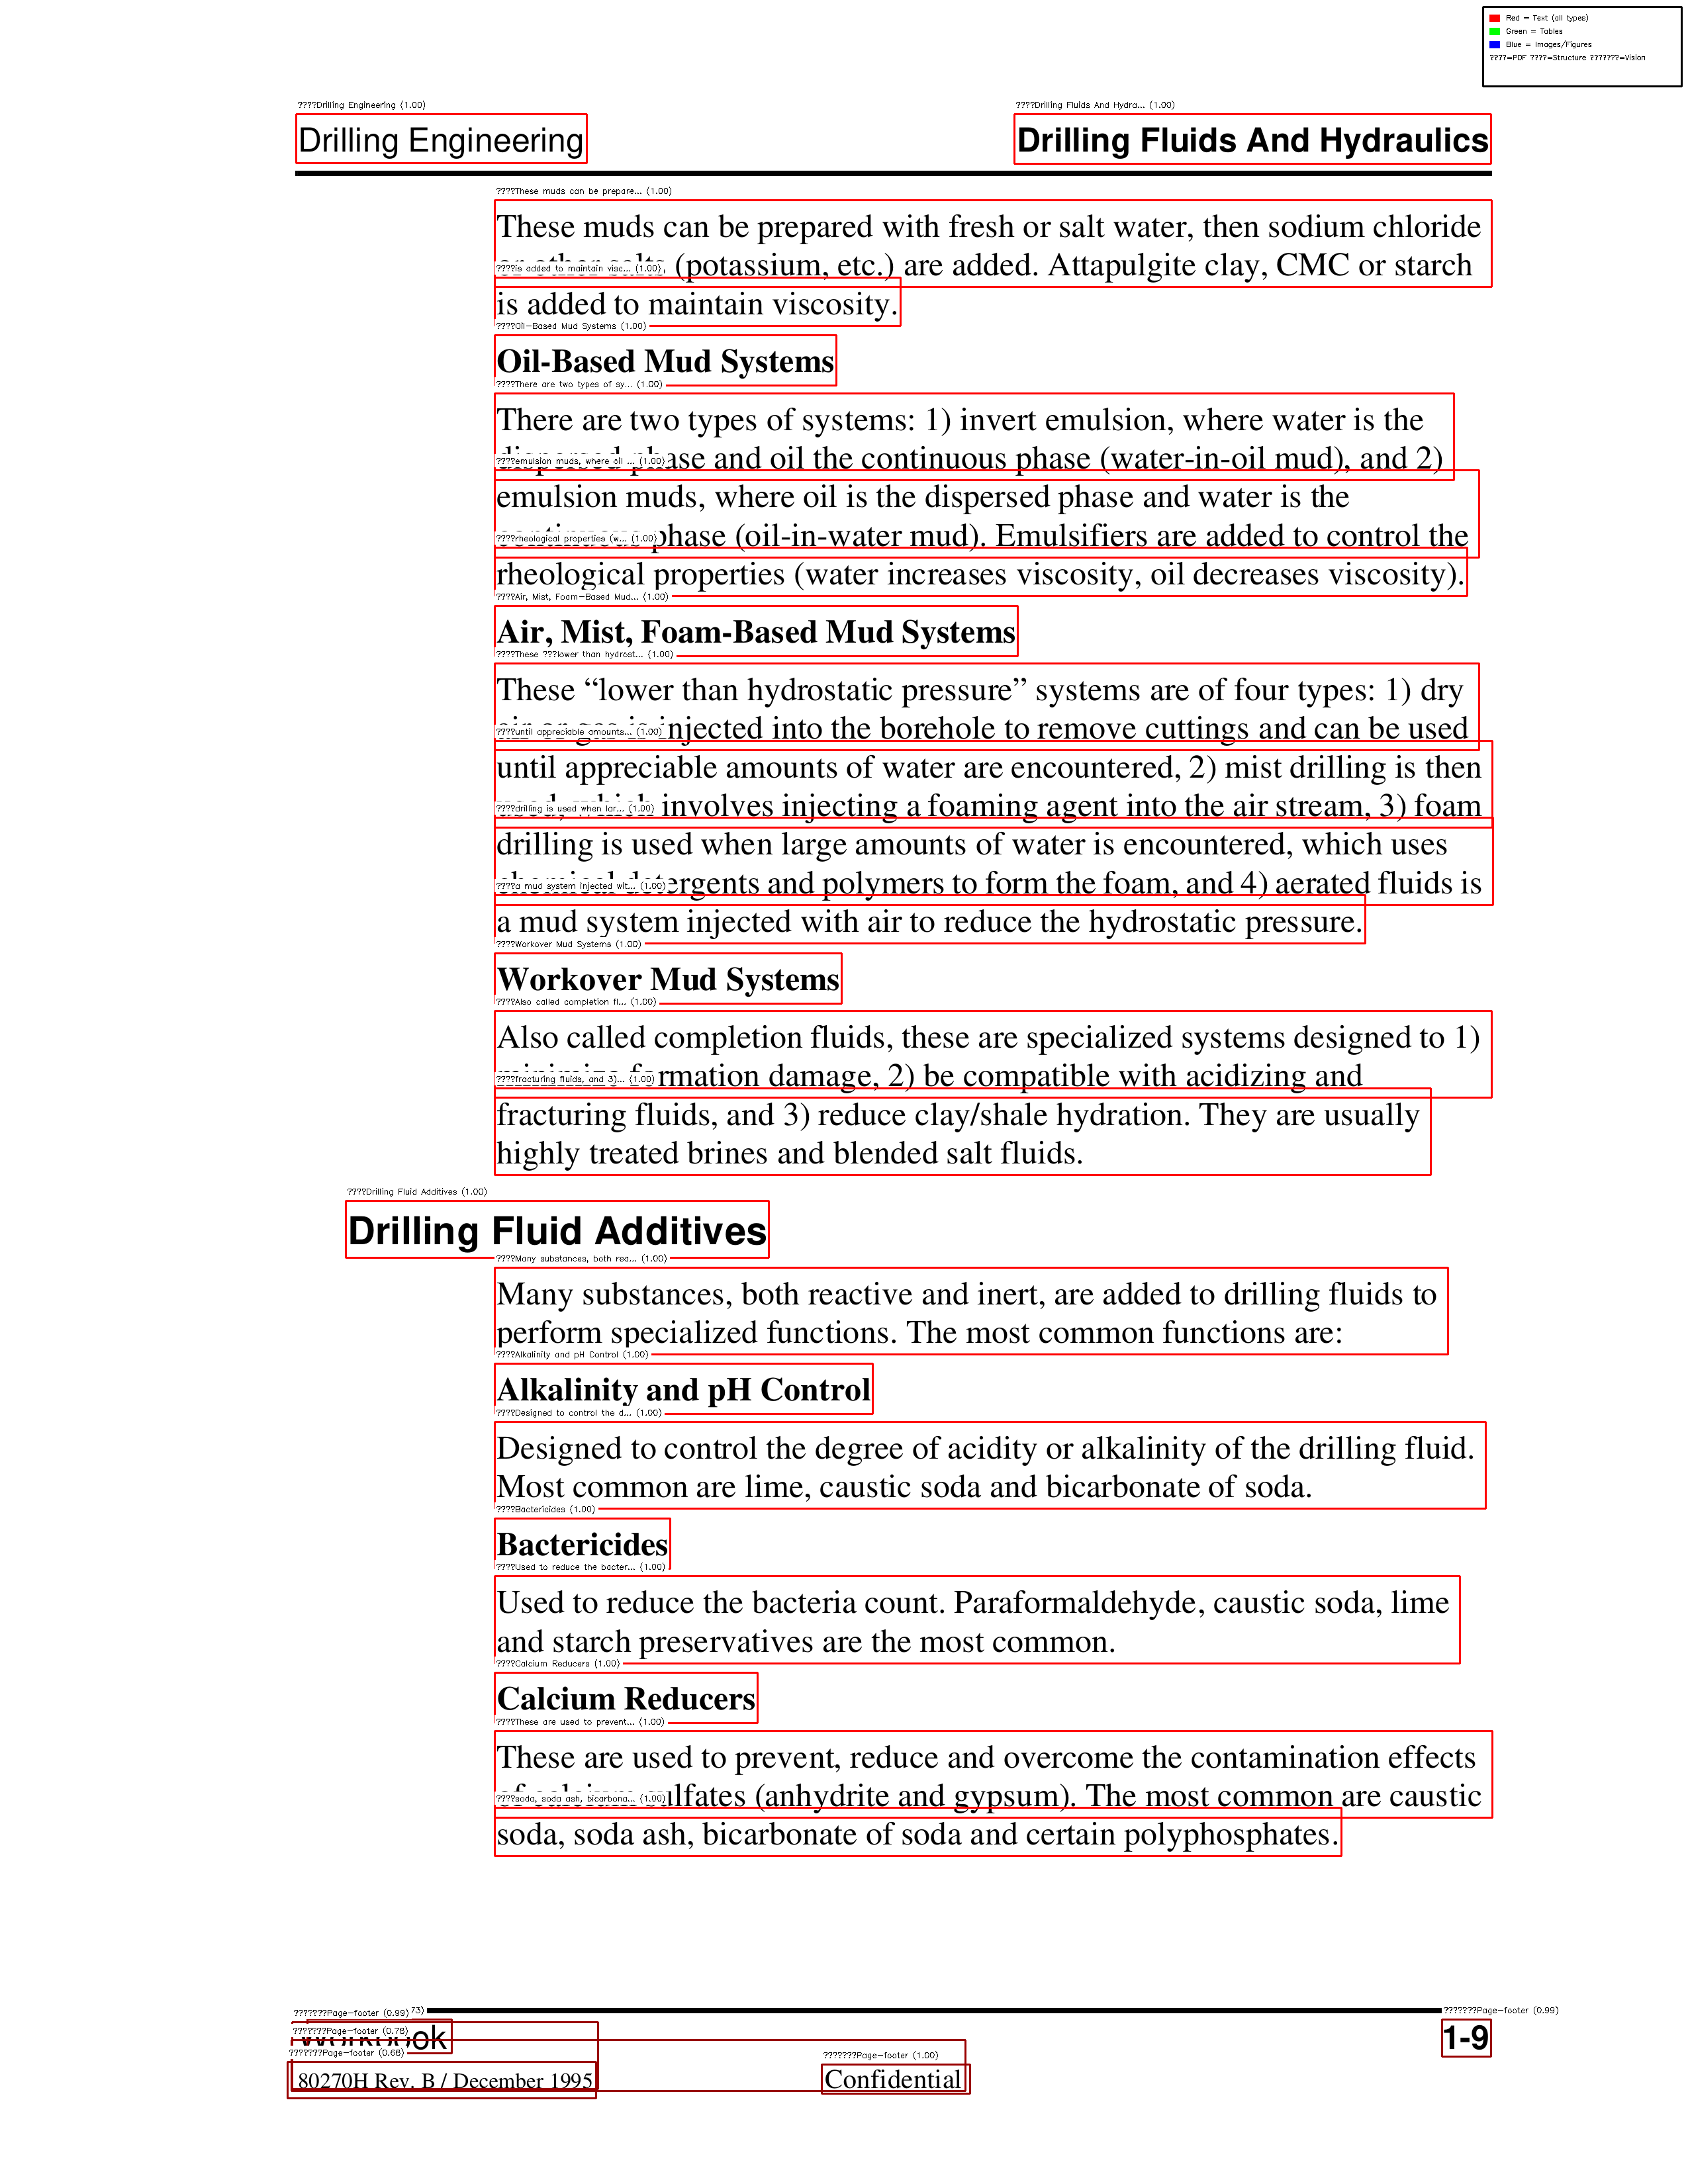 Red = Text (all types)
Green = Tables
Blue = Images/Figures
????=PDF ????=Structure ???????=Vision
????Drilling Engineering (1.00)
????Drilling Fluids And Hydra... (1.00)
Drilling Engineering
Drilling Fluids And Hydraulics
????These muds can be prepare... (1.00)
These muds can be prepared with fresh or salt water, then sodium chloride
(potassium, etc.) are added. Attapulgite clay, CMC or starch
????is added to maintain visc... (1.00)
is added to maintain viscosity.
????Oil-Based Mud Systems (1.00)
Oil-Based Mud Systems
????There are two types of sy... (1.00)
There are two types of systems: 1) invert emulsion, where water is the
phase and oil the continuous phase (water-in-oil mud), and 2)
????emulsion muds, where oil ... (1.00)
emulsion muds, where oil is the dispersed phase and water is the
phase (oil-in-water mud). Emulsifiers are added to control the
????rheological properties (w... (1.00)
rheological properties (water increases viscosity, oil decreases viscosity).
????Air, Mist, Foam-Based Mud... (1.00)
Air, Mist, Foam-Based Mud Systems
????These ???lower than hydrost... (1.00)
These “lower than hydrostatic pressure” systems are of four types: 1) dry
injected into the borehole to remove cuttings and can be used
????until appreciable amounts... (1.00)
until appreciable amounts of water are encountered, 2) mist drilling is then
involves injecting a foaming agent into the air stream, 3) foam
????drilling is used when lar... (1.00)
drilling is used when large amounts of water is encountered, which uses
detergents and polymers to form the foam, and 4) aerated fluids is
????a mud system injected wit... (1.00)
a mud system injected with air to reduce the hydrostatic pressure.
????Workover Mud Systems (1.00)
Workover Mud Systems
????Also called completion fl... (1.00)
Also called completion fluids, these are specialized systems designed to 1)
formation damage, 2) be compatible with acidizing and
????fracturing fluids, and 3)... (1.00)
fracturing fluids, and 3) reduce clay/shale hydration. They are usually
highly treated brines and blended salt fluids.
????Drilling Fluid Additives (1.00)
Drilling Fluid Additives
????Many substances, both rea... (1.00)
Many substances, both reactive and inert, are added to drilling fluids to
perform specialized functions. The most common functions are:
????Alkalinity and pH Control (1.00)
Alkalinity and pH Control
????Designed to control the d... (1.00)
Designed to control the degree of acidity or alkalinity of the drilling fluid.
Most common are lime, caustic soda and bicarbonate of soda.
????Bactericides (1.00)
Bactericides
????Used to reduce the bacter... (1.00)
Used to reduce the bacteria count. Paraformaldehyde, caustic soda, lime
and starch preservatives are the most common.
????Calcium Reducers (1.00)
Calcium Reducers
????These are used to prevent... (1.00)
These are used to prevent, reduce and overcome the contamination effects
sulfates (anhydrite and gypsum). The most common are caustic
????soda, soda ash, bicarbona... (1.00)
soda, soda ash, bicarbonate of soda and certain polyphosphates.
???????Page-footer (0.99)
73)
???????Page-footer (0.99)
???????Page-footer (0.78)
1-9
???????Page-footer (0.68)
???????Page-footer (1.00)
80270H Rev. B / December 1995
Confidential